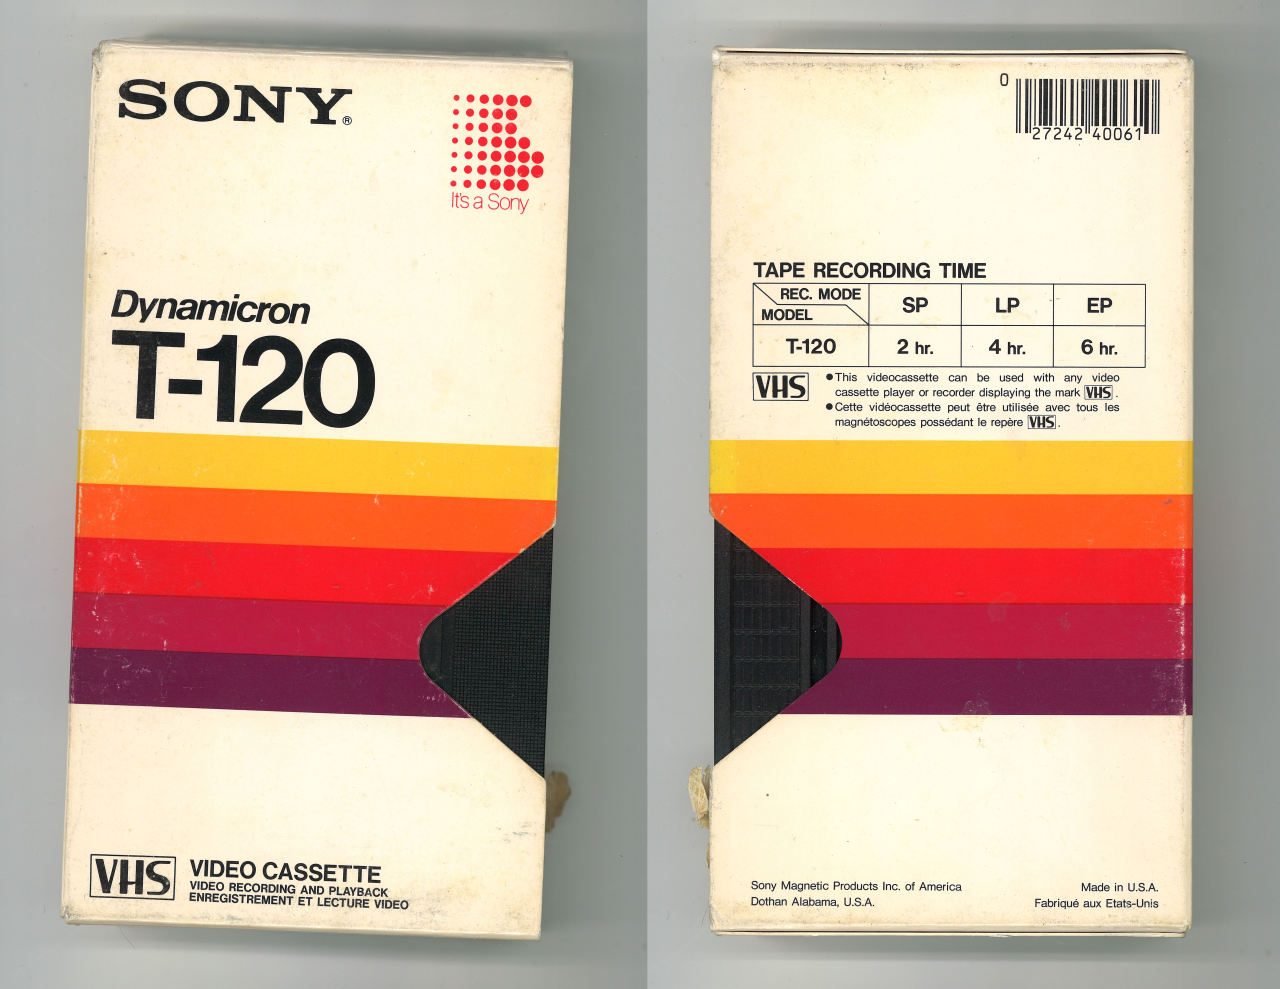 SONY®
It's a Sony
Dynamicron
T-120
VHS
VIDEO CASSETTE
VIDEO RECORDING AND PLAYBACK
ENREGISTREMENT ET LECTURE VIDEO
0
27242 40061
TAPE RECORDING TIME
REC. MODE
MODEL
SP
LP
EP
T-120
2 hr.
4 hr.
6 hr.
VHS
●This videocassette can be used with any video
cassette player or recorder displaying the mark VHS.
●Cette vidéocassette peut être utilisée avec tous les
magnétoscopes possédant le repère VHS.
Sony Magnetic Products Inc. of America
Dothan Alabama, U.S.A.
Made in U.S.A.
Fabriqué aux Etats-Unis